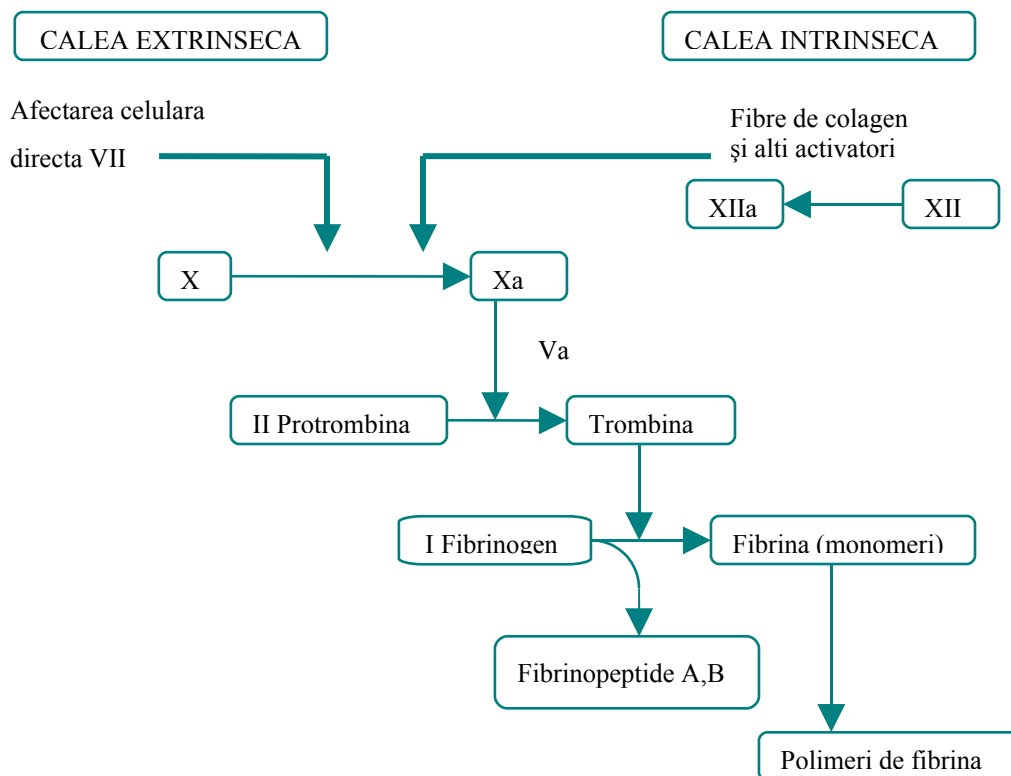 CALEA EXTRINSECA
CALEA INTRINSECA
Afectarea celulara
directa VII
Fibre de colagen
şi alti activatori
XIIa
XII
X
Xa
Va
II Protrombina
Trombina
I Fibrinogen
Fibrina (monomeri)
Fibrinopeptide A,B
Polimeri de fibrina